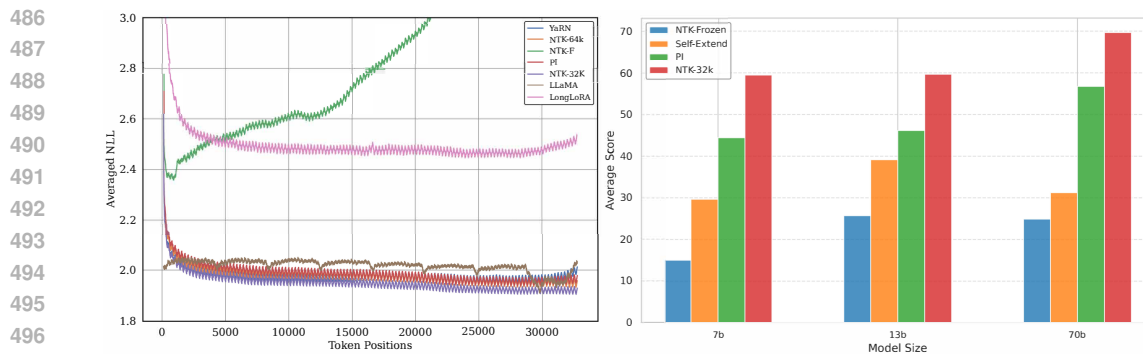 486
487
488
489
490
491
492
493
494
495
496
3.0
2.8
2.6
2.4
2.2
2.0
1.8
Averaged NLL
0 5000 10000 15000 20000 25000 30000
Token Positions
YaRN
NTK-64k
NTK-F
PI
NTK-32K
LLaMA
LongLoRA
70
60
50
40
30
20
10
0
Average Score
NTK-Frozen
Self-Extend
PI
NTK-32k
7b 13b 70b
Model Size